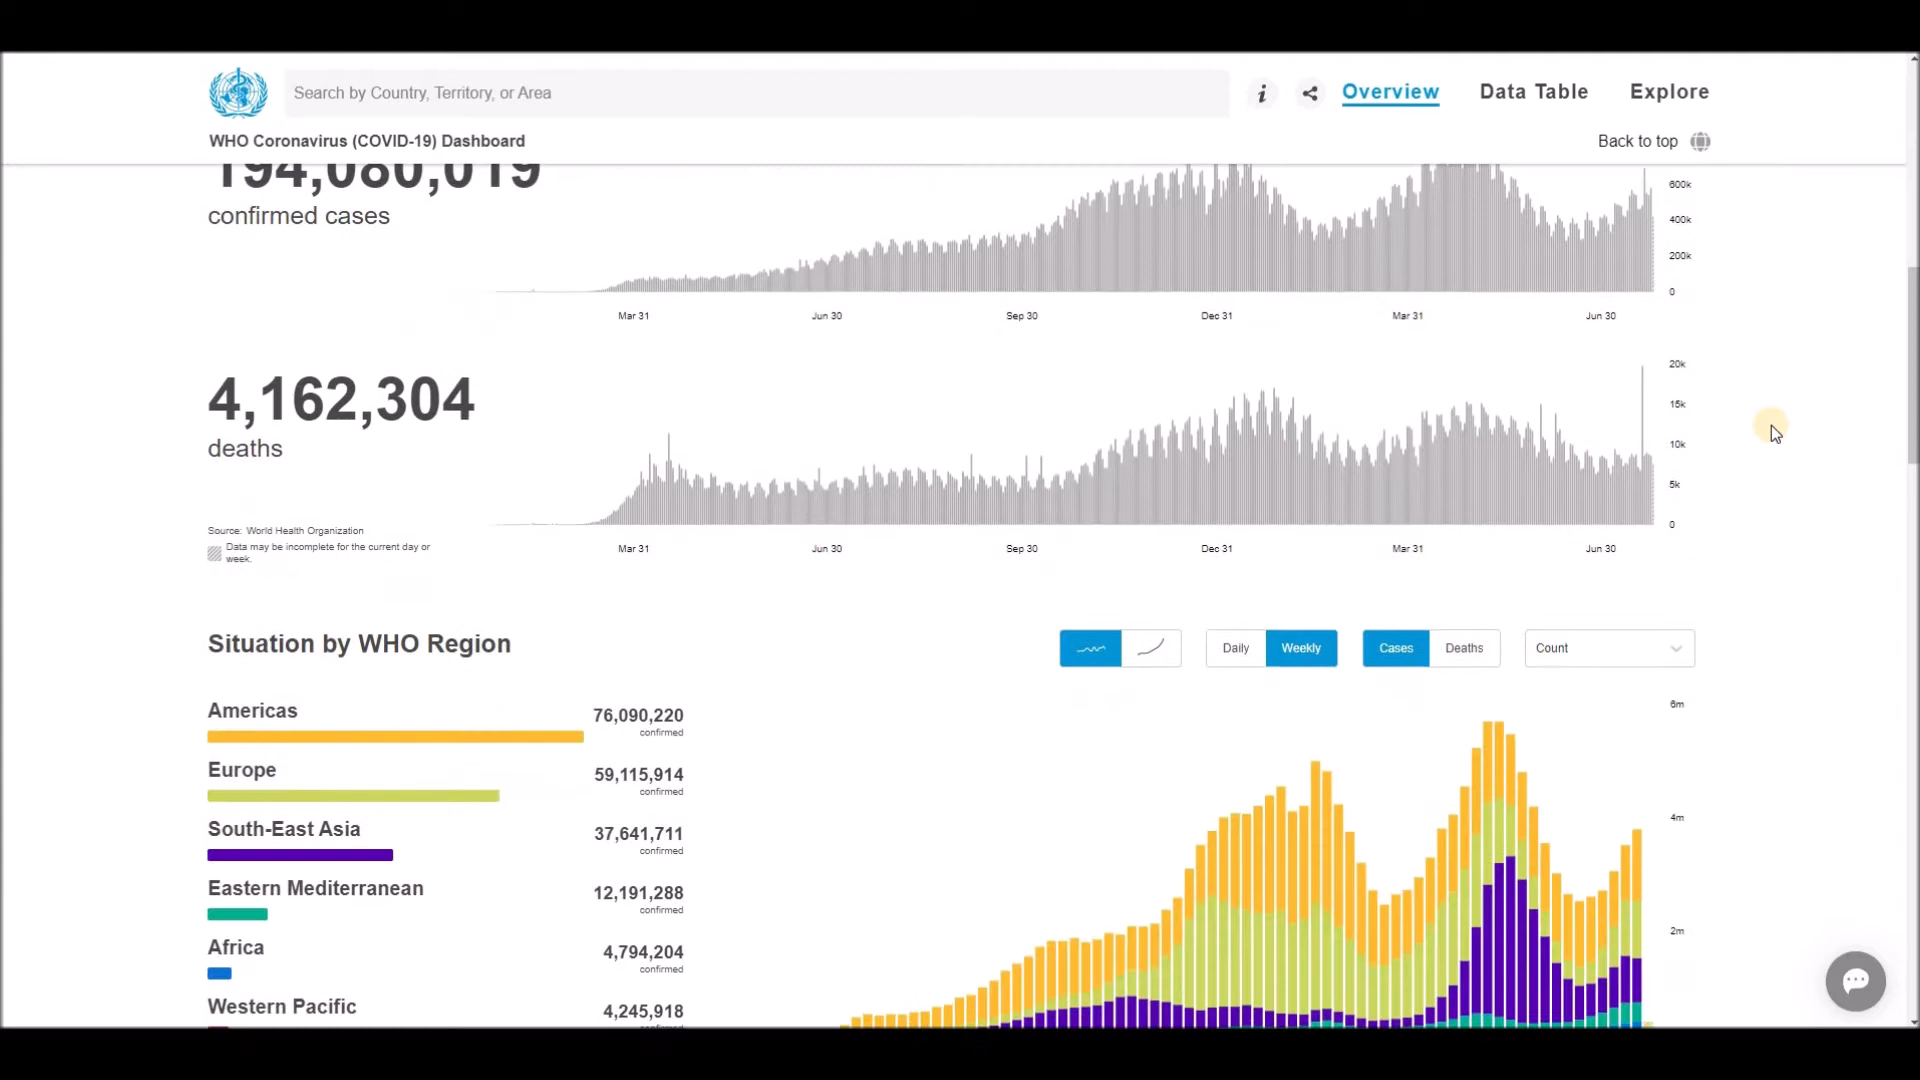 Search by Country, Territory, or Area
Overview
Data Table
Explore
WHO Coronavirus (COVID-19) Dashboard
Back to top
194,080,019
confirmed cases
600k
400k
200k
0
Mar 31
Jun 30
Sep 30
Dec 31
Mar 31
Jun 30
4,162,304
deaths
20k
15k
10k
5k
0
Source: World Health Organization
Data may be incomplete for the current day or
week.
Mar 31
Jun 30
Sep 30
Dec 31
Mar 31
Jun 30
Situation by WHO Region
Daily
Weekly
Cases
Deaths
Count
Americas
76,090,220
confirmed
Europe
59,115,914
confirmed
South-East Asia
37,641,711
confirmed
Eastern Mediterranean
12,191,288
confirmed
Africa
4,794,204
confirmed
Western Pacific
4,245,918
6m
4m
2m